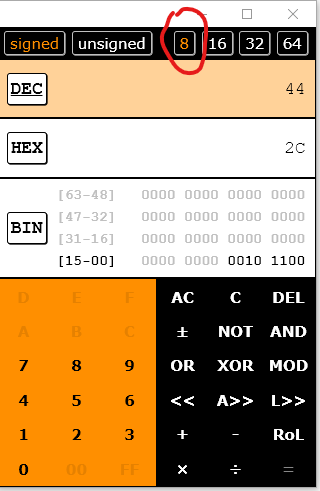 signed unsigned 8 16 32 64
DEC 44
HEX 2C
BIN
[63-48] 0000 0000 0000 0000
[47-32] 0000 0000 0000 0000
[31-16] 0000 0000 0000 0000
[15-00] 0000 0000 0010 1100
D E F AC C DEL
A B C ± NOT AND
7 8 9 OR XOR MOD
4 5 6 << A>> L>>
1 2 3 + - RoL
0 00 FF × ÷ =